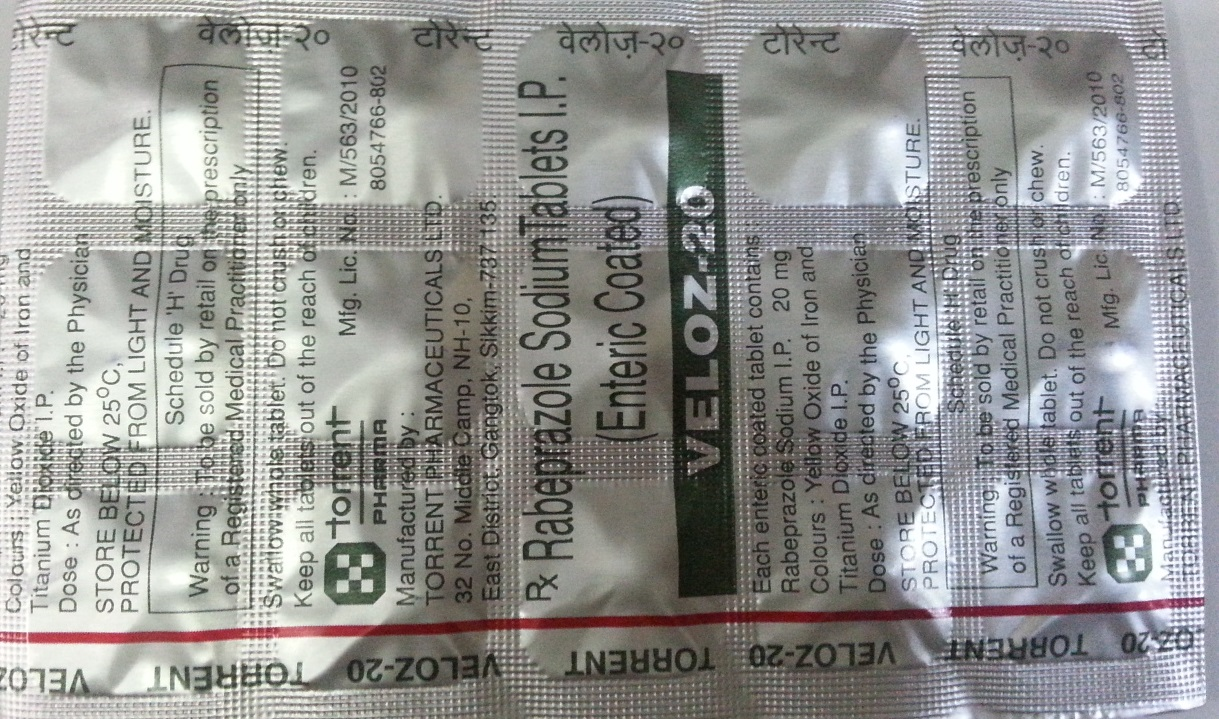 टोरेन्ट वेलोज़-२० टोरेन्ट वेलोज़-२० टोरेन्ट वेलोज़-२०
Colours : Yellow Oxide of Iron and
Titanium Dioxide I.P.
Dose : As directed by the Physician
STORE BELOW 25°C,
PROTECTED FROM LIGHT AND MOISTURE.
Schedule 'H' Drug
Warning : To be sold by retail on the prescription
of a Registered Medical Practitioner only
Swallow whole tablet. Do not crush or chew.
Keep all tablets out of the reach of children.
torrent
PHARMA
Mfg. Lic. No. : M/563/2010
8054766-802
Manufactured by :
TORRENT PHARMACEUTICALS LTD.
32 No. Middle Camp, NH-10,
East District, Gangtok, Sikkim-737 135
Rx Rabeprazole Sodium Tablets I.P.
(Enteric Coated)
VELOZ-20
Each enteric coated tablet contains :
Rabeprazole Sodium I.P. 20 mg
Colours : Yellow Oxide of Iron and
Titanium Dioxide I.P.
Dose : As directed by the Physician
STORE BELOW 25°C,
PROTECTED FROM LIGHT AND MOISTURE.
Schedule 'H' Drug
Warning : To be sold by retail on the prescription
of a Registered Medical Practitioner only
Swallow whole tablet. Do not crush or chew.
Keep all tablets out of the reach of children.
torrent
PHARMA
Mfg. Lic. No. : M/563/2010
8054766-802
Manufactured by :
TORRENT PHARMACEUTICALS LTD.
OZ-20 TORRENT VELOZ-20 TORRENT VELOZ-20 TORRENT VELOZ